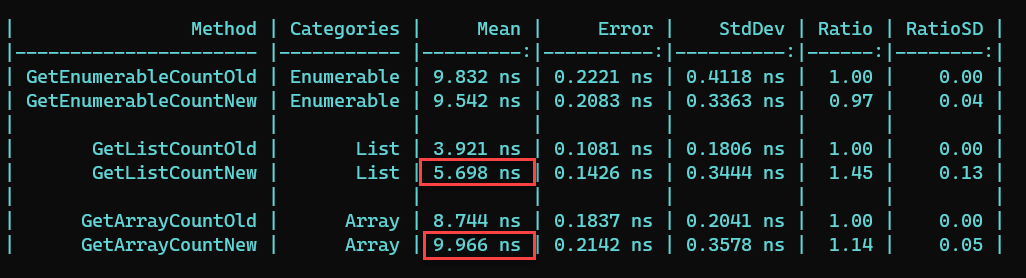 |                Method | Categories |     Mean |     Error |    StdDev | Ratio | RatioSD |
|---------------------- |----------- |---------:|----------:|----------:|------:|--------:|
| GetEnumerableCountOld | Enumerable | 9.832 ns | 0.2221 ns | 0.4118 ns |  1.00 |    0.00 |
| GetEnumerableCountNew | Enumerable | 9.542 ns | 0.2083 ns | 0.3363 ns |  0.97 |    0.04 |
|                       |            |          |           |           |       |         |
|       GetListCountOld |       List | 3.921 ns | 0.1081 ns | 0.1806 ns |  1.00 |    0.00 |
|       GetListCountNew |       List | 5.698 ns | 0.1426 ns | 0.3444 ns |  1.45 |    0.13 |
|                       |            |          |           |           |       |         |
|      GetArrayCountOld |      Array | 8.744 ns | 0.1837 ns | 0.2041 ns |  1.00 |    0.00 |
|      GetArrayCountNew |      Array | 9.966 ns | 0.2142 ns | 0.3578 ns |  1.14 |    0.05 |